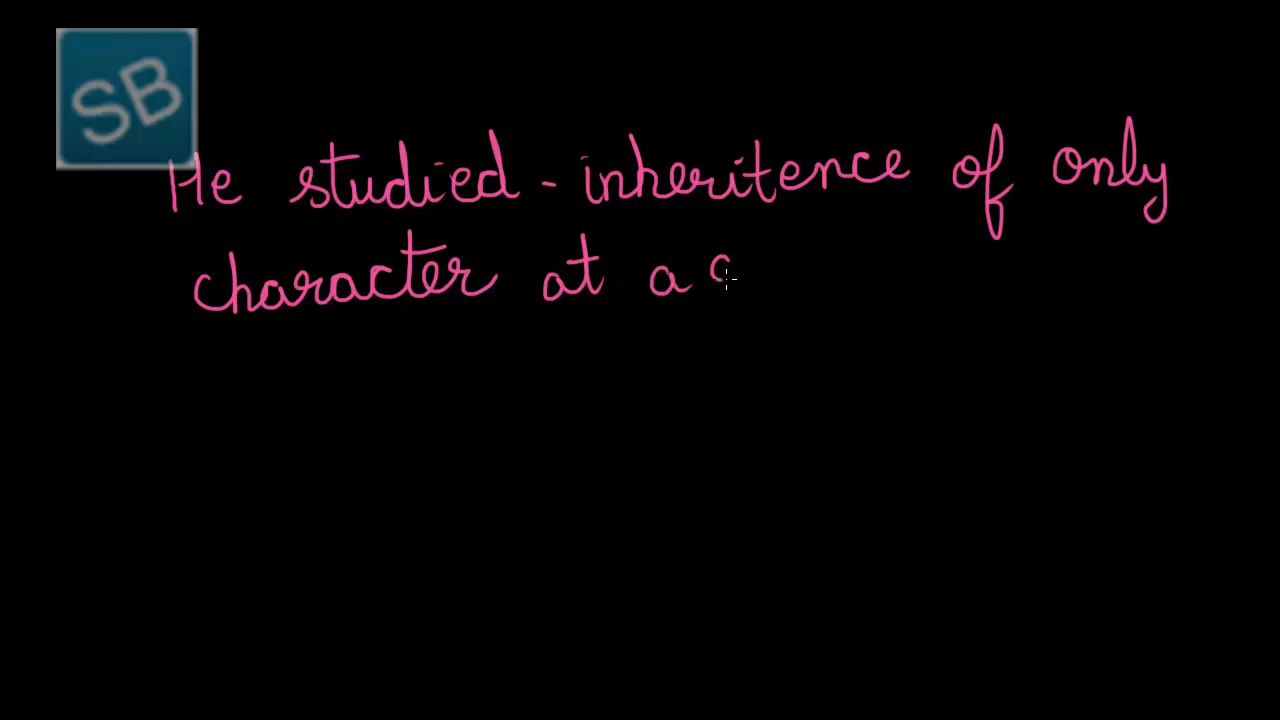 SB
He studied - inheritence of only
character at a